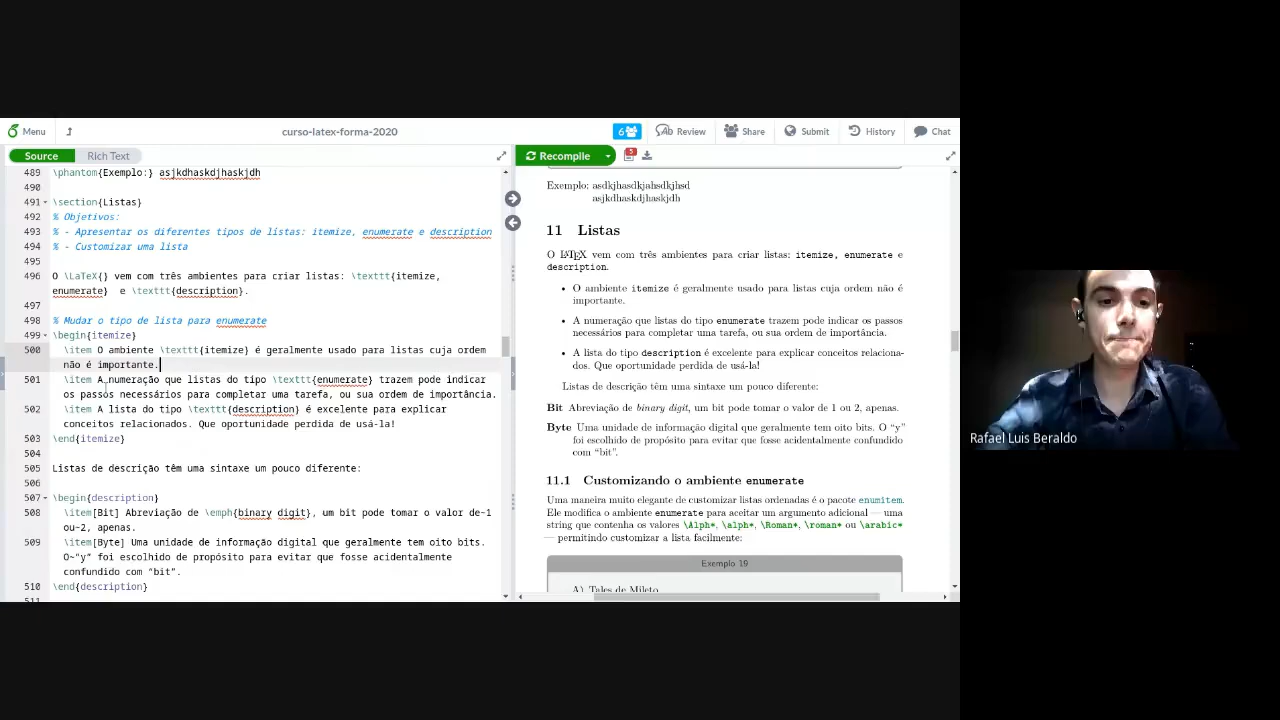 Menu
curso-latex-forma-2020
6
Review
Share
Submit
History
Chat
Source
Rich Text
Recompile
5
489 \phantom{Exemplo:} asjkdhaskdjhaskjdh
490
491 \section{Listas}
492 % Objetivos:
493 % - Apresentar os diferentes tipos de listas: itemize, enumerate e description
494 % - Customizar uma lista
495
496 O \LaTeX{} vem com três ambientes para criar listas: \texttt{itemize,
enumerate}  e \texttt{description}.
497
498 % Mudar o tipo de lista para enumerate
499 \begin{itemize}
500 \item O ambiente \texttt{itemize} é geralmente usado para listas cuja ordem
não é importante.
501 \item A numeração que listas do tipo \texttt{enumerate} trazem pode indicar
os passos necessários para completar uma tarefa, ou sua ordem de importância.
502 \item A lista do tipo \texttt{description} é excelente para explicar
conceitos relacionados. Que oportunidade perdida de usá-la!
503 \end{itemize}
504
505 Listas de descrição têm uma sintaxe um pouco diferente:
506
507 \begin{description}
508 \item[Bit] Abreviação de \emph{binary digit}, um bit pode tomar o valor de~1
ou~2, apenas.
509 \item[Byte] Uma unidade de informação digital que geralmente tem oito bits.
O~“y” foi escolhido de propósito para evitar que fosse acidentalmente
confundido com “bit”.
510 \end{description}
511
Exemplo: asdkjhasdkjahsdkjhsd
asjkdhaskdjhaskjdh
11 Listas
O LATEX vem com três ambientes para criar listas: itemize, enumerate e
description.
• O ambiente itemize é geralmente usado para listas cuja ordem não é
importante.
• A numeração que listas do tipo enumerate trazem pode indicar os passos
necessários para completar uma tarefa, ou sua ordem de importância.
• A lista do tipo description é excelente para explicar conceitos relaciona-
dos. Que oportunidade perdida de usá-la!
Listas de descrição têm uma sintaxe um pouco diferente:
Bit Abreviação de binary digit, um bit pode tomar o valor de 1 ou 2, apenas.
Byte Uma unidade de informação digital que geralmente tem oito bits. O “y”
foi escolhido de propósito para evitar que fosse acidentalmente confundido
com “bit”.
11.1 Customizando o ambiente enumerate
Uma maneira muito elegante de customizar listas ordenadas é o pacote enumitem.
Ele modifica o ambiente enumerate para aceitar um argumento adicional — uma
string que contenha os valores \Alph*, \alph*, \Roman*, \roman* ou \arabic*
— permitindo customizar a lista facilmente:
Exemplo 19
A) Tales de Mileto
Rafael Luis Beraldo